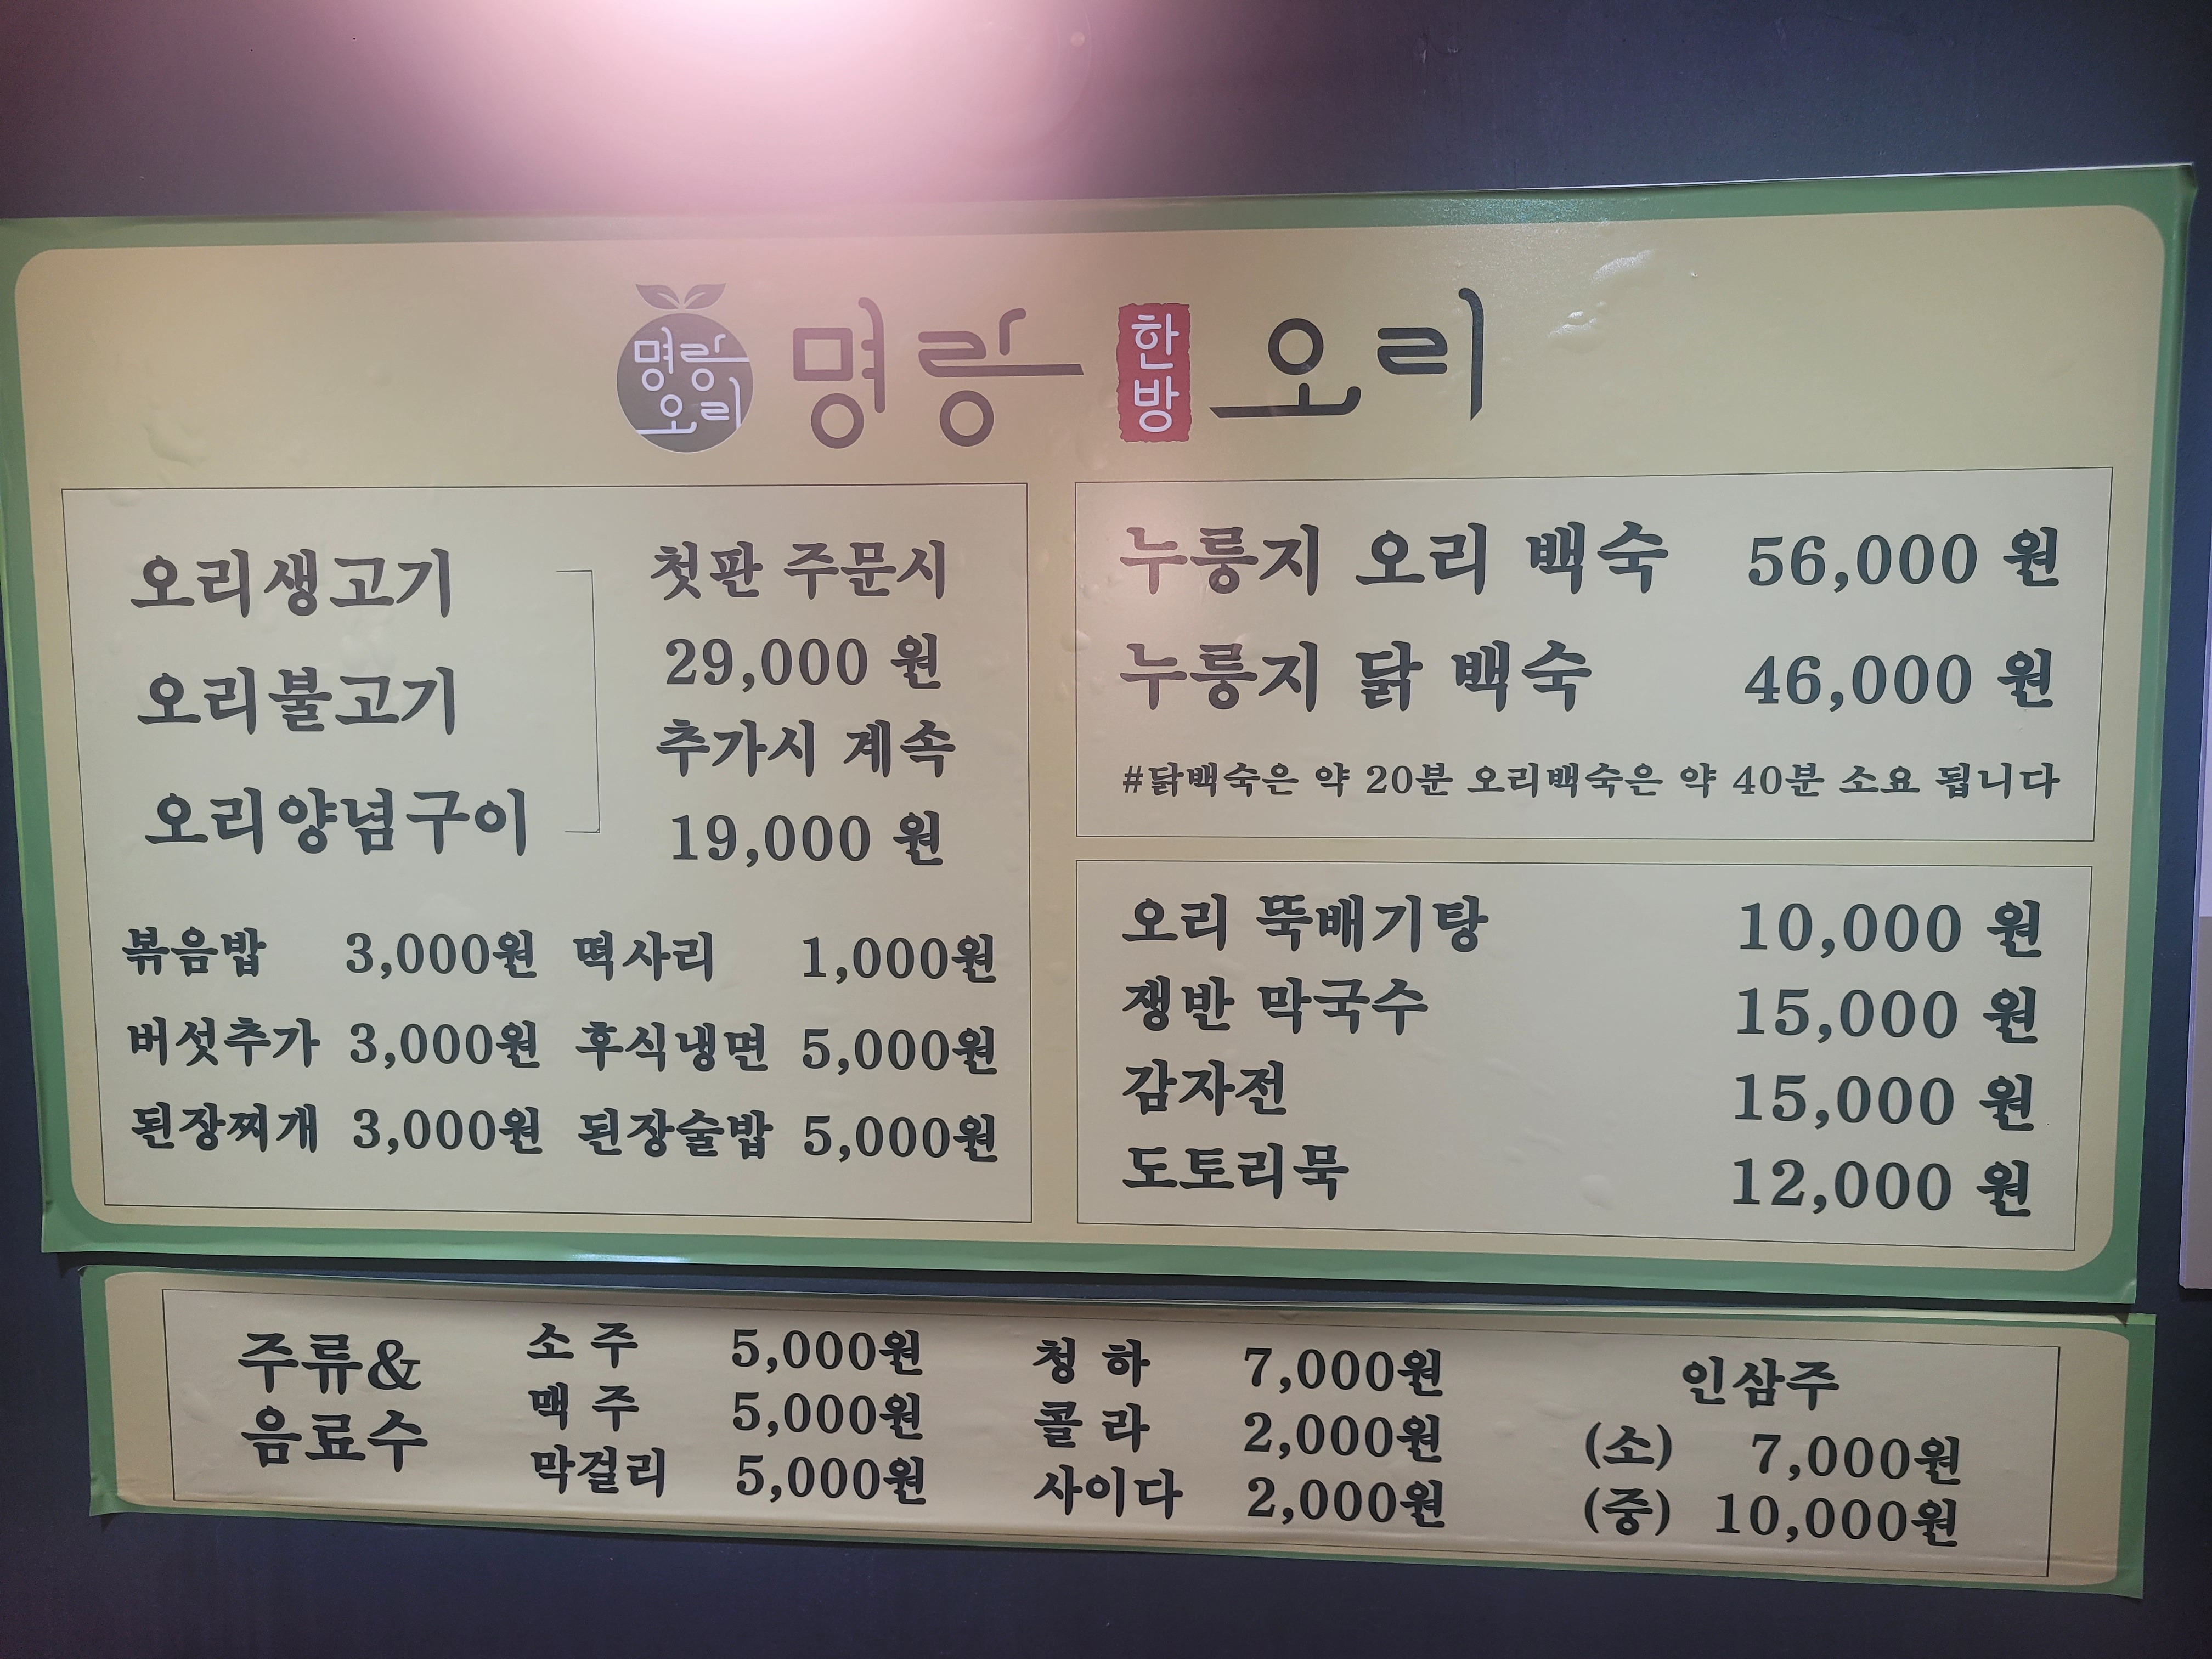 명랑
오리
명랑 한방 오리
오리생고기
오리불고기
오리양념구이
첫판 주문시
29,000 원
추가시 계속
19,000 원
볶음밥 3,000원 떡사리 1,000원
버섯추가 3,000원 후식냉면 5,000원
된장찌개 3,000원 된장술밥 5,000원
누룽지 오리 백숙 56,000 원
누룽지 닭 백숙 46,000 원
#닭백숙은 약 20분 오리백숙은 약 40분 소요 됩니다
오리 뚝배기탕 10,000 원
쟁반 막국수 15,000 원
감자전 15,000 원
도토리묵 12,000 원
주류&
음료수
소 주 5,000원
맥 주 5,000원
막걸리 5,000원
청 하 7,000원
콜 라 2,000원
사이다 2,000원
인삼주
(소) 7,000원
(중) 10,000원